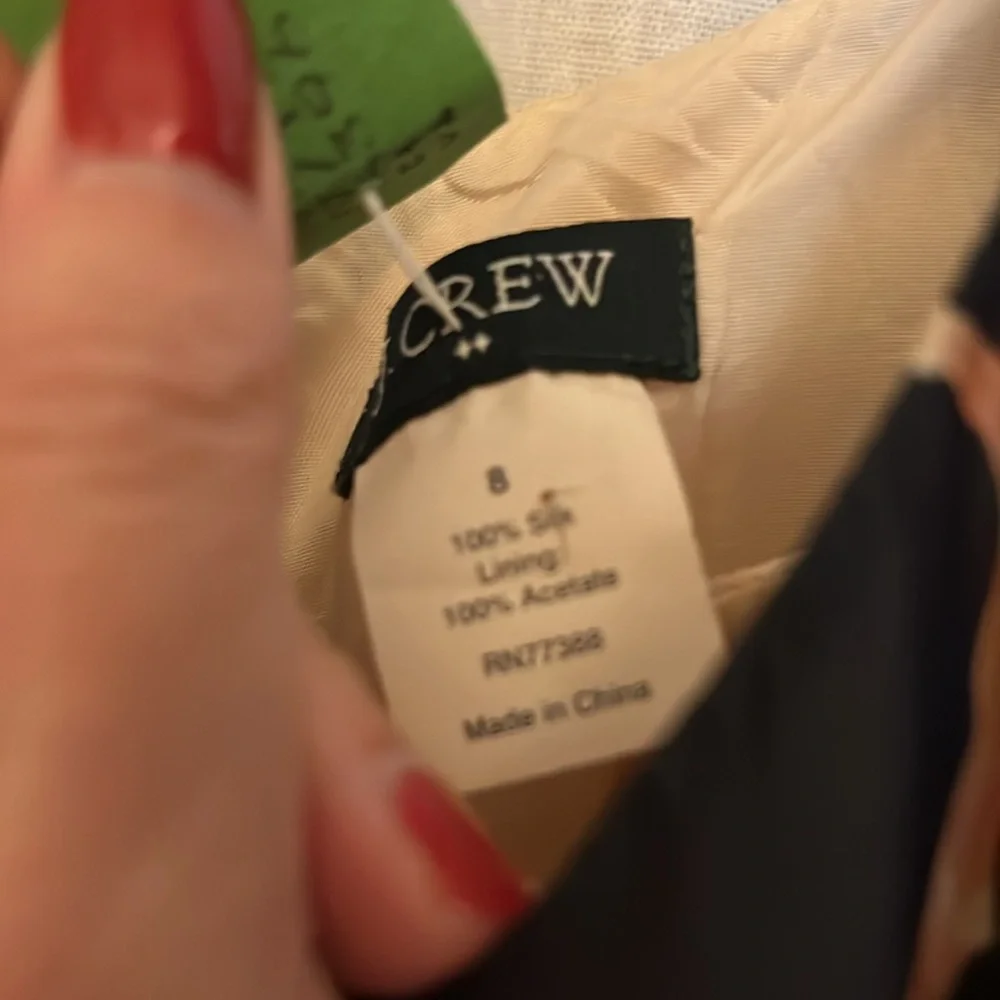 J.CREW
8
100% Silk
Lining:
100% Acetate
RN77388
Made in China